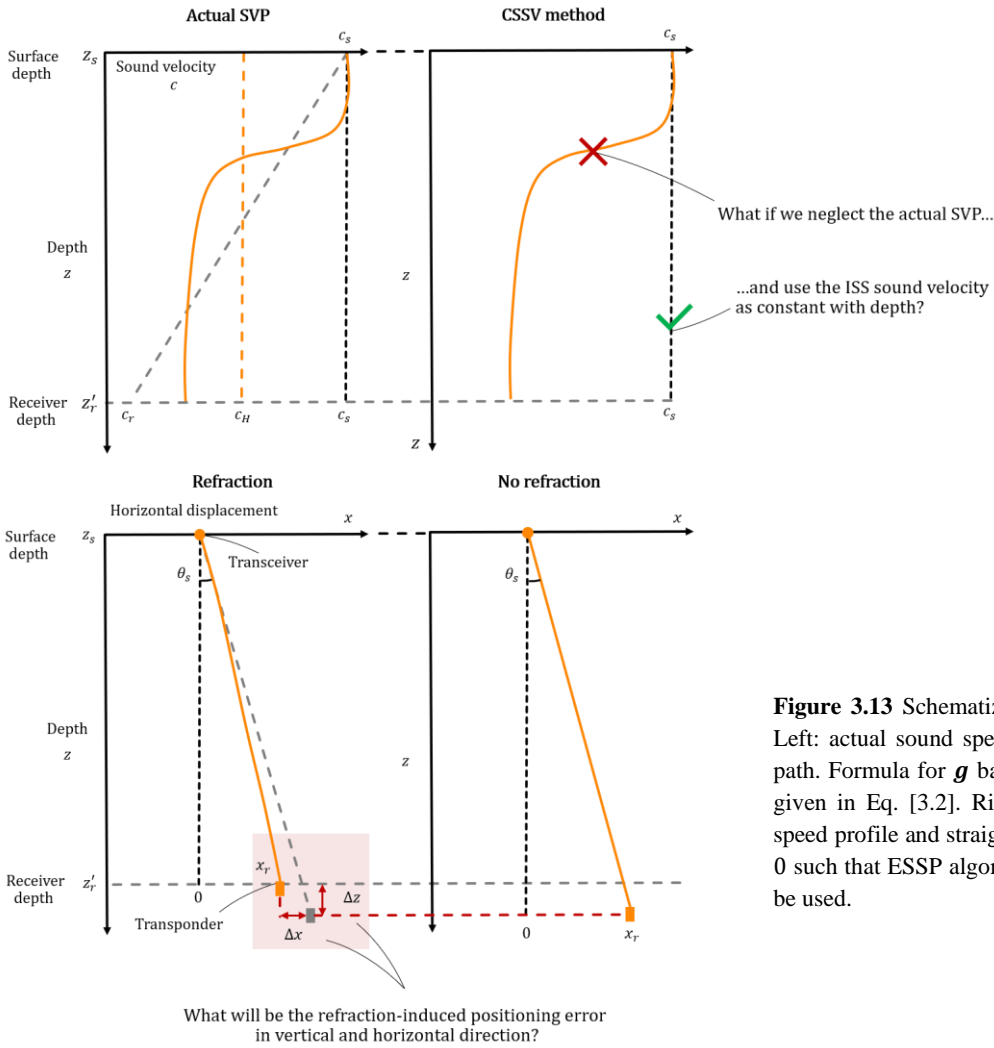 Actual SVP
CSSV method
Surface
depth
z_s
c_s
c_s
Sound velocity
c
What if we neglect the actual SVP...
Depth
z
z
...and use the ISS sound velocity
as constant with depth?
Receiver
depth
z'_r
c_r
c_H
c_s
c_s
z
Refraction
No refraction
Horizontal displacement
x
x
Surface
depth
z_s
Transceiver
θ_s
θ_s
Depth
z
z
Figure 3.13 Schematiz
Left: actual sound spe
path. Formula for g ba
given in Eq. [3.2]. Ri
speed profile and straig
0 such that ESSP algor
be used.
x_r
Receiver
depth
z'_r
0
Δz
Transponder
Δx
0
x_r
What will be the refraction-induced positioning error
in vertical and horizontal direction?